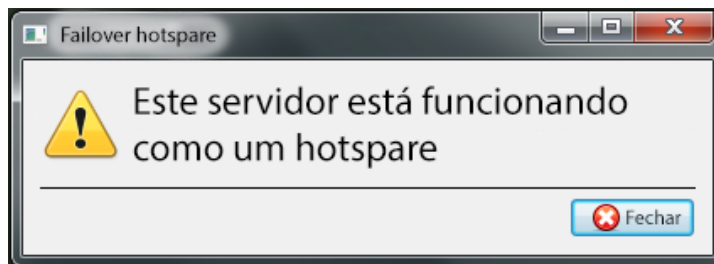 Failover hotspare
Este servidor está funcionando
como um hotspare
Fechar